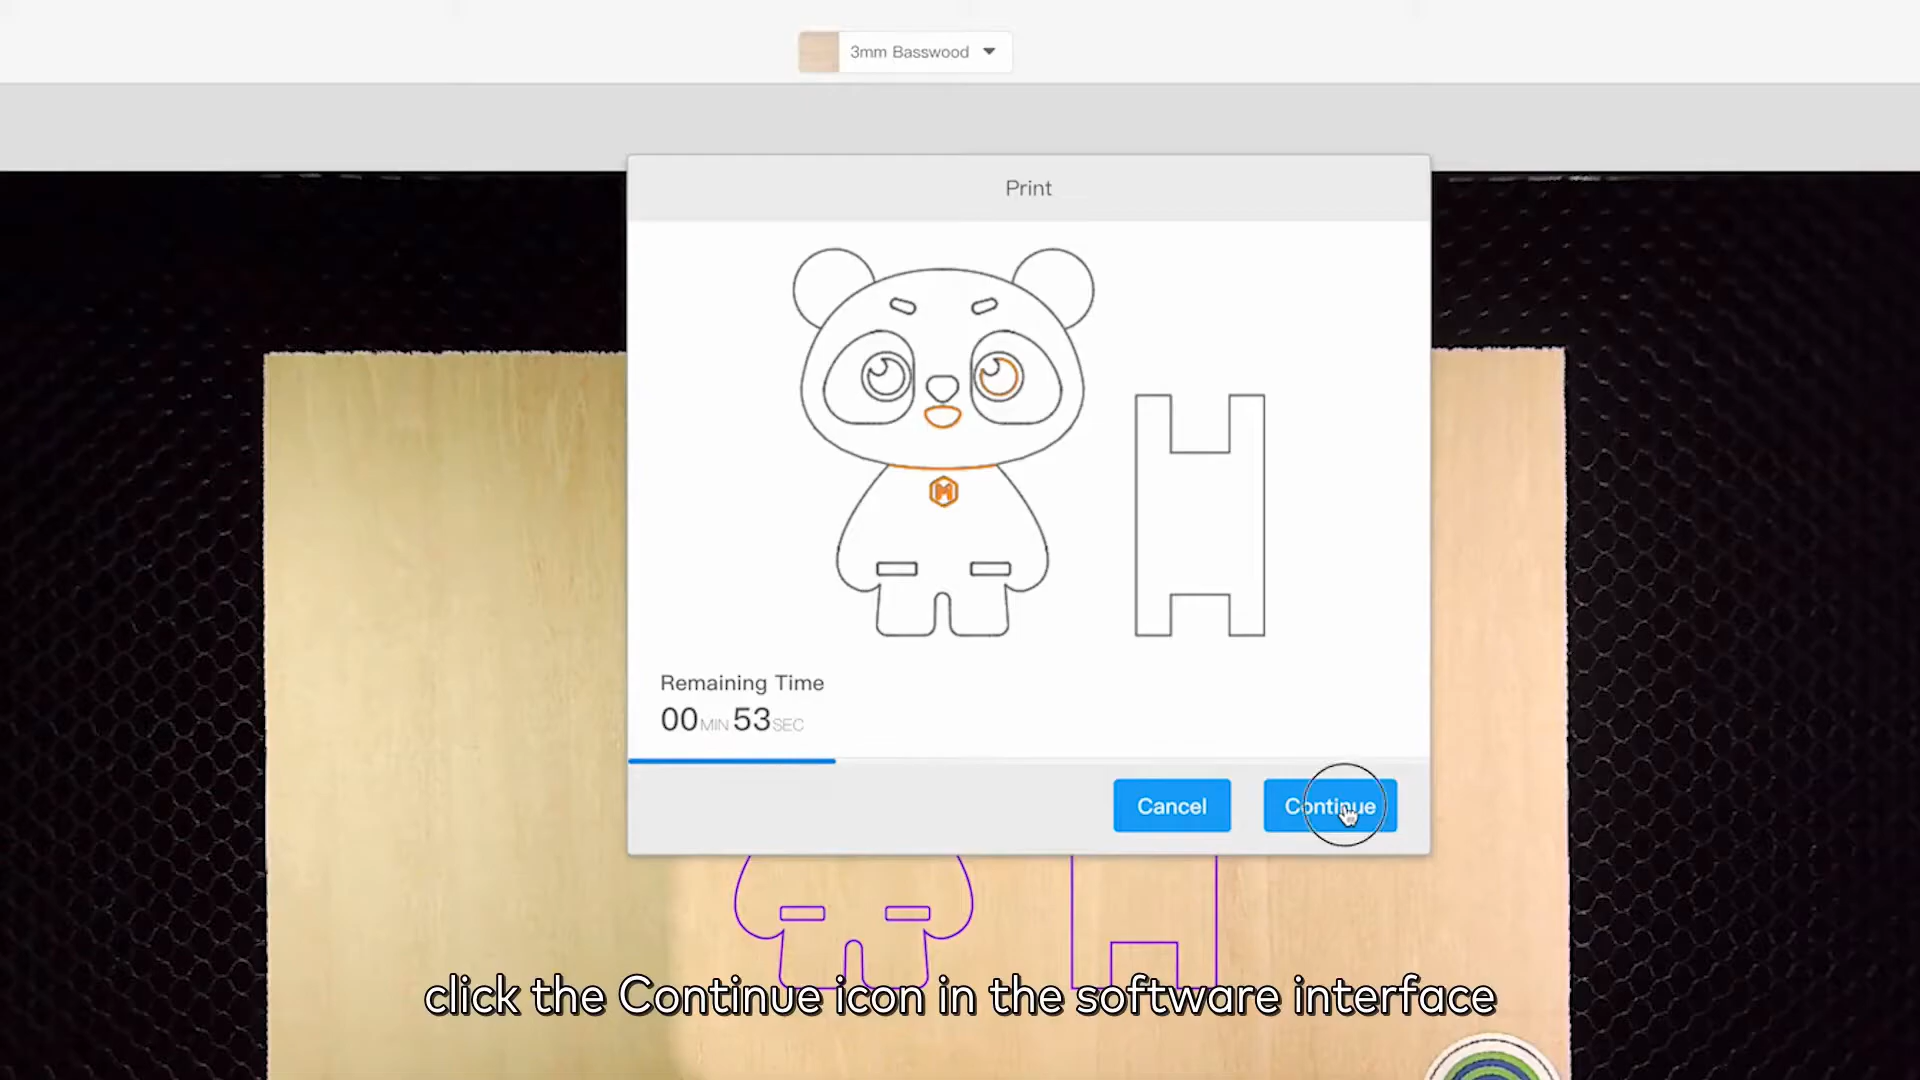 3mm Basswood
Print
M
Remaining Time
00 MIN 53 SEC
Cancel
Continue
click the Continue icon in the software interface